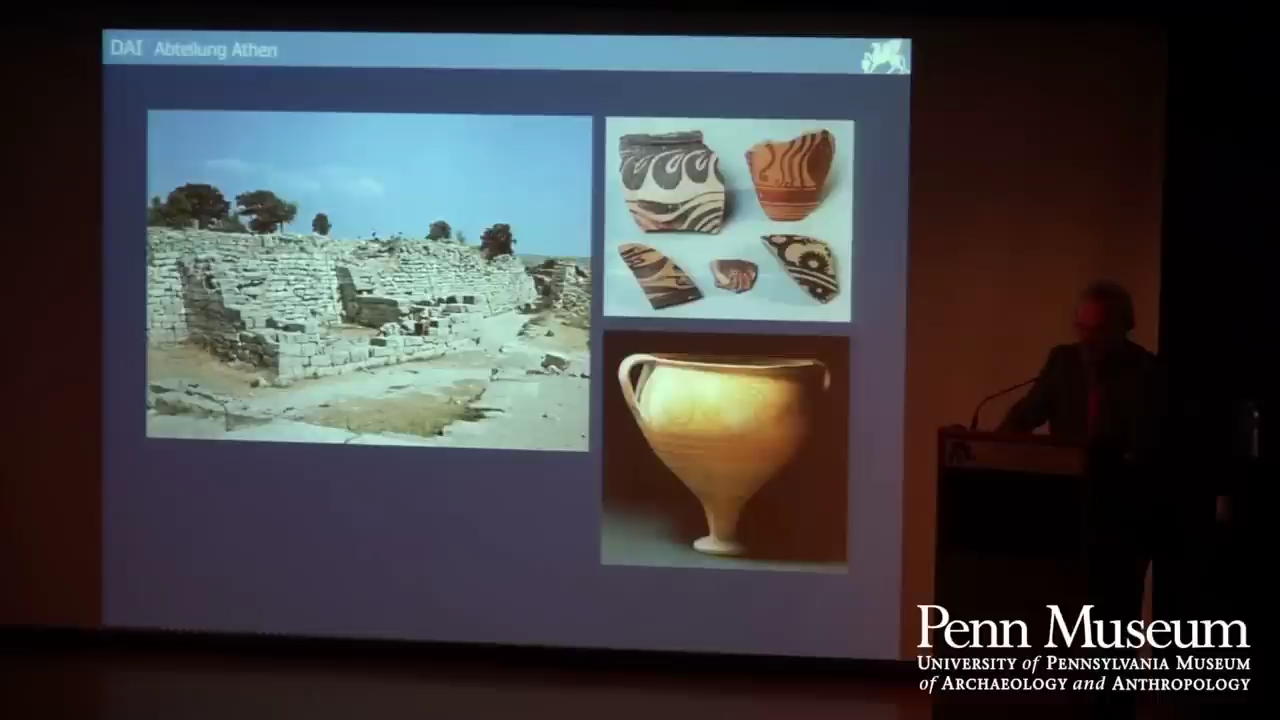 DAI Abteilung Athen
Penn Museum
UNIVERSITY of PENNSYLVANIA MUSEUM
of ARCHAEOLOGY and ANTHROPOLOGY